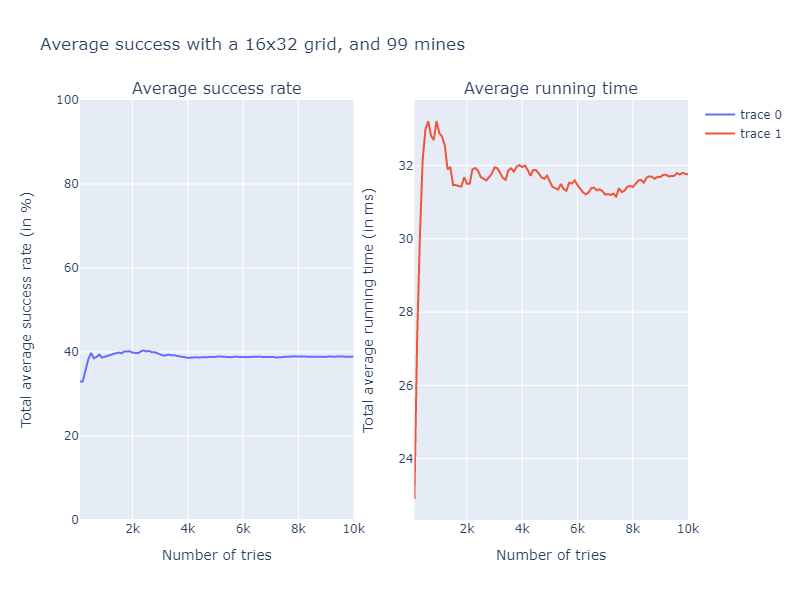 Average success with a 16x32 grid, and 99 mines
Average success rate
Total average success rate (in %)
100
80
60
40
20
0
2k
4k
6k
8k
10k
Number of tries
Average running time
Total average running time (in ms)
32
30
28
26
24
2k
4k
6k
8k
10k
Number of tries
trace 0
trace 1